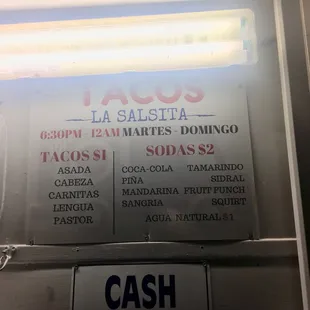 TACOS
LA SALSITA
6:30PM - 12AM MARTES - DOMINGO
TACOS $1
ASADA
CABEZA
CARNITAS
LENGUA
PASTOR
SODAS $2
COCA-COLA TAMARINDO
PIÑA SIDRAL
MANDARINA FRUIT PUNCH
SANGRIA SQUIRT
AGUA NATURAL $1
CASH